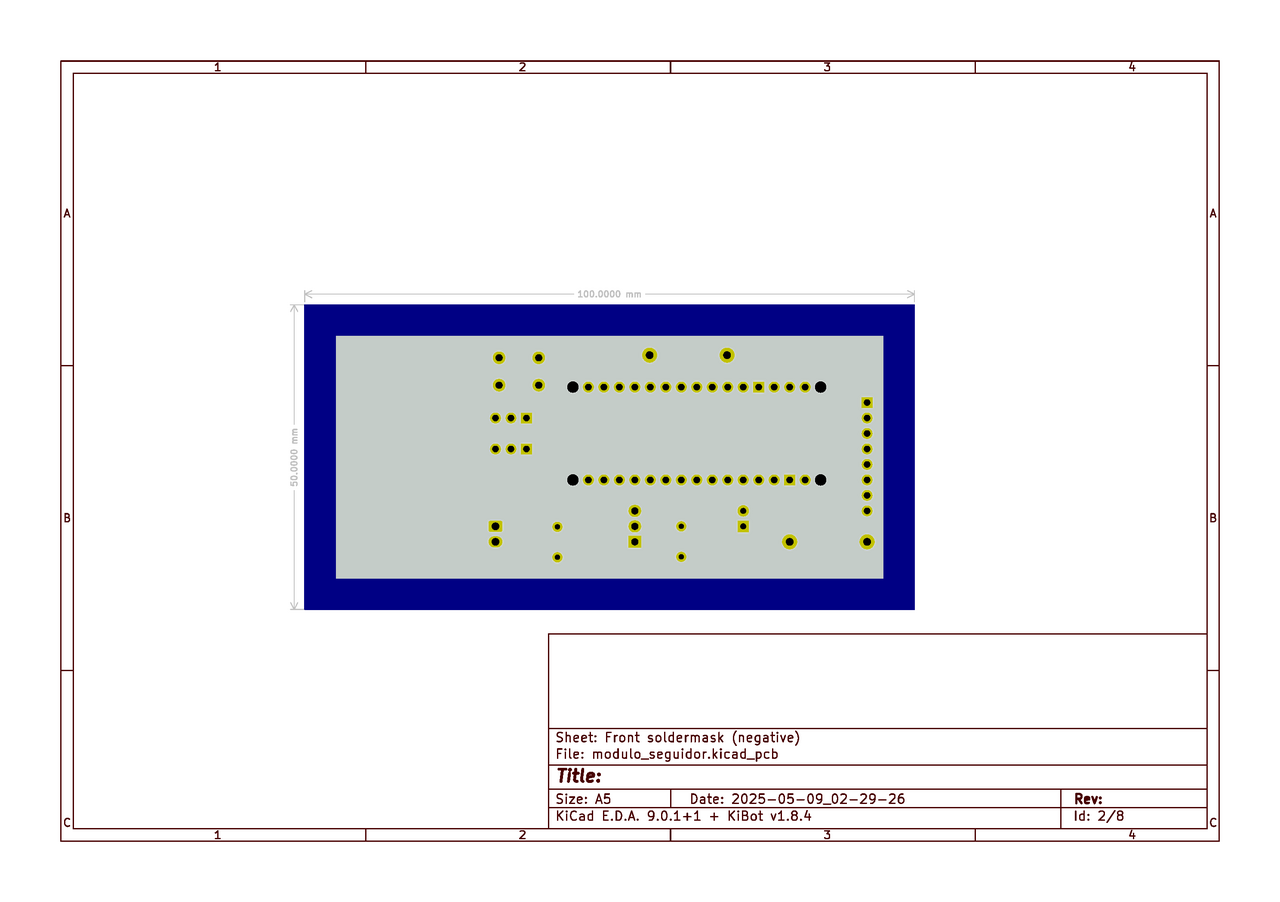 1 2 3 4
A A
100.0000 mm
50.0000 mm
B B
Sheet: Front soldermask (negative)
File: modulo_seguidor.kicad_pcb
Title:
Size: A5 Date: 2025-05-09_02-29-26 Rev:
KiCad E.D.A. 9.0.1+1 + KiBot v1.8.4 Id: 2/8
C C
1 2 3 4